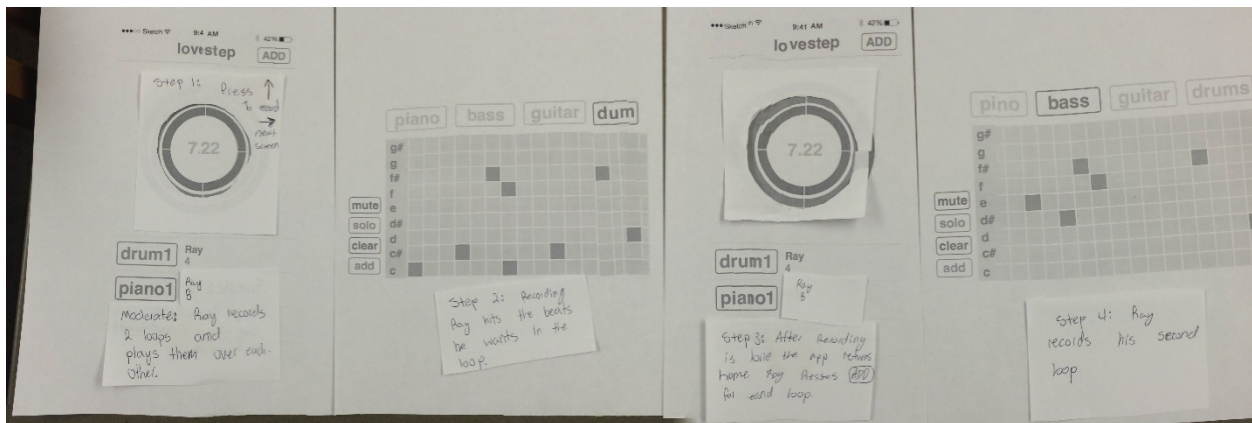 Sketch 9:4 AM 42%
lovestep ADD
Step 1: Press
To
next
screen
7.22
drum1 Ray
4
piano1 Ray
8
Moderate: Ray records
2 loops and
plays them over each-
other.
piano bass guitar dum
g#
g
f#
f
mute e
solo d#
d
clear c#
add c
Step 2: Recording
Ray hits the beats
he wants in the
loop.
Sketch 9:41 AM 42%
lovestep ADD
7.22
drum1 Ray
4
piano1 Ray
8
Step 3: After Recording
is the app returns
home Ray Presses ADD
for loop
pino bass guitar drums
g#
g
f#
f
mute e
solo d#
d
clear c#
add c
Step 4: Ray
records his second
loop